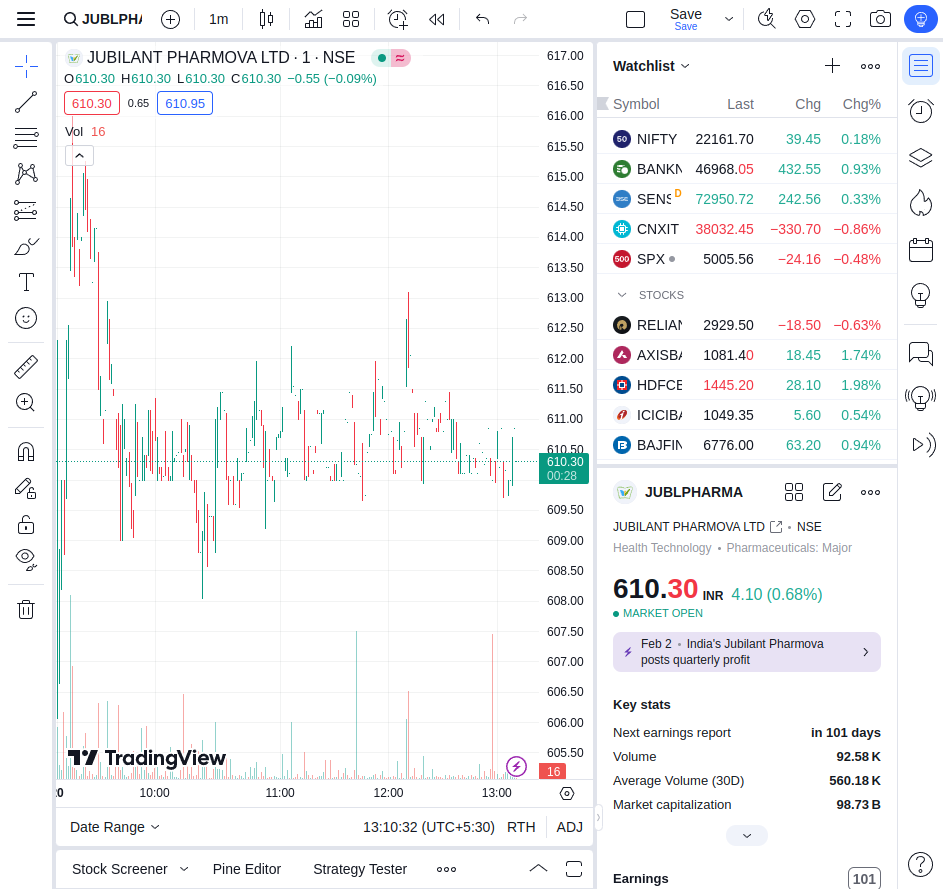 JUBLPHA
1m
Save
Save
JUBILANT PHARMOVA LTD · 1 · NSE
≈
O610.30 H610.30 L610.30 C610.30 −0.55 (−0.09%)
610.30 0.65 610.95
Vol 16
617.00
616.50
616.00
615.50
615.00
614.50
614.00
613.50
613.00
612.50
612.00
611.50
611.00
610.50
610.30
00:28
609.50
609.00
608.50
608.00
607.50
607.00
606.50
606.00
605.50
16
TradingView
10:00 11:00 12:00 13:00
Date Range 13:10:32 (UTC+5:30) RTH ADJ
Stock Screener Pine Editor Strategy Tester
Watchlist
Symbol Last Chg Chg%
50 NIFTY 22161.70 39.45 0.18%
BANKN 46968.05 432.55 0.93%
SENS D 72950.72 242.56 0.33%
CNXIT 38032.45 −330.70 −0.86%
500 SPX 5005.56 −24.16 −0.48%
STOCKS
RELIAN 2929.50 −18.50 −0.63%
AXISBA 1081.40 18.45 1.74%
HDFCB 1445.20 28.10 1.98%
ICICIBA 1049.35 5.60 0.54%
BAJFIN 6776.00 63.20 0.94%
JUBLPHARMA
JUBILANT PHARMOVA LTD • NSE
Health Technology • Pharmaceuticals: Major
610.30 INR 4.10 (0.68%)
MARKET OPEN
Feb 2 • India's Jubilant Pharmova
posts quarterly profit
Key stats
Next earnings report in 101 days
Volume 92.58 K
Average Volume (30D) 560.18 K
Market capitalization 98.73 B
Earnings 101